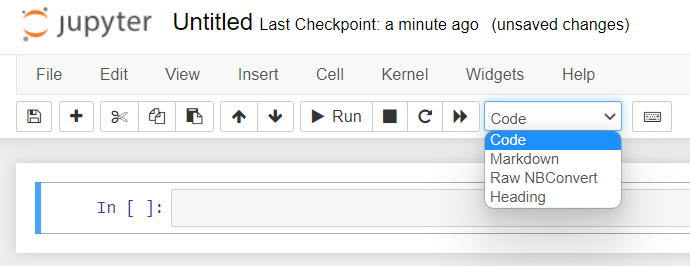 jupyter Untitled Last Checkpoint: a minute ago (unsaved changes)
File Edit View Insert Cell Kernel Widgets Help
Run Code
Code
Markdown
Raw NBConvert
Heading
In [ ]: